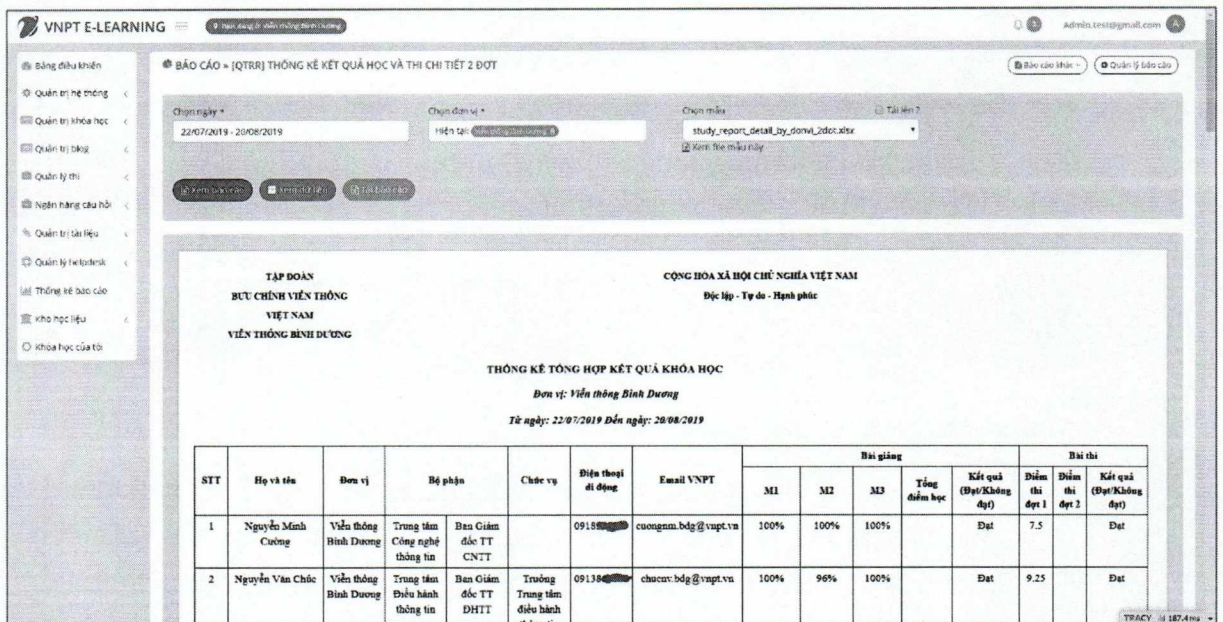 VNPT E-LEARNING
Admin.test@gmail.com A
Bảng điều khiển
BÁO CÁO » [QTRR] THỐNG KÊ KẾT QUẢ HỌC VÀ THI CHI TIẾT 2 ĐỢT
Báo cáo khác
Quản lý báo cáo
Quản trị hệ thống
Quản trị khóa học
Quản trị blog
Quản lý thi
Ngân hàng câu hỏi
Quản trị tài liệu
Quản lý helpdesk
Thống kê báo cáo
Kho học liệu
Khóa học của tôi
Chọn ngày *
Chọn đơn vị *
Chọn mẫu
Tải lên ?
22/07/2019 - 20/08/2019
Hiện tại:
study_report_detail_by_donvi_2dot.xlsx
Xem file mẫu này
Xem báo cáo
Xem dữ liệu
Tải báo cáo
TẬP ĐOÀN
BƯU CHÍNH VIỄN THÔNG
VIỆT NAM
VIỄN THÔNG BÌNH DƯƠNG
CỘNG HÒA XÃ HỘI CHỦ NGHĨA VIỆT NAM
Độc lập - Tự do - Hạnh phúc
THỐNG KÊ TỔNG HỢP KẾT QUẢ KHÓA HỌC
Đơn vị: Viễn thông Bình Dương
Từ ngày: 22/07/2019 Đến ngày: 20/08/2019
STT
Họ và tên
Đơn vị
Bộ phận
Chức vụ
Điện thoại
di động
Email VNPT
Bài giảng
M1
M2
M3
Tổng
điểm học
Kết quả
(Đạt/Không
đạt)
Bài thi
Điểm
thi
đợt 1
Điểm
thi
đợt 2
Kết quả
(Đạt/Không
đạt)
1
Nguyễn Minh
Cường
Viễn thông
Bình Dương
Trung tâm
Công nghệ
thông tin
Ban Giám
đốc TT
CNTT
0918
cuongnm.bdg@vnpt.vn
100%
100%
100%
Đạt
7.5
Đạt
2
Nguyễn Văn Chúc
Viễn thông
Bình Dương
Trung tâm
Điều hành
thông tin
Ban Giám
đốc TT
ĐHTT
Trưởng
Trung tâm
điều hành
09138
chucnv.bdg@vnpt.vn
100%
96%
100%
Đạt
9.25
Đạt
TRACY 187.4 ms